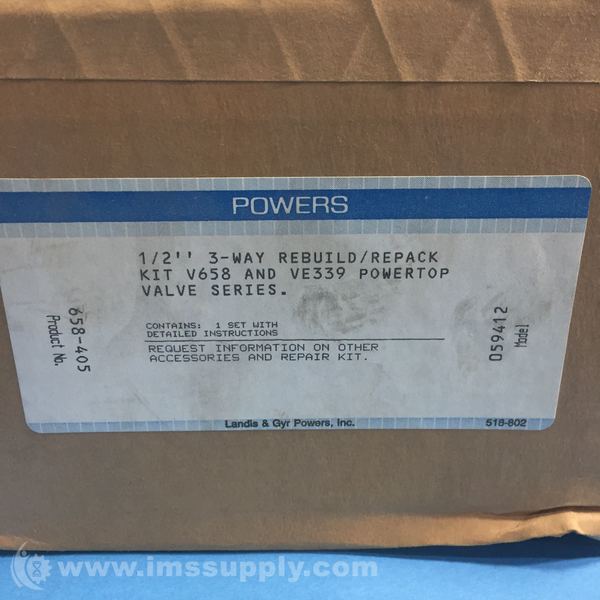 POWERS
1/2'' 3-WAY REBUILD/REPACK
KIT V658 AND VE339 POWERTOP
VALVE SERIES.
CONTAINS: 1 SET WITH
DETAILED INSTRUCTIONS
REQUEST INFORMATION ON OTHER
ACCESSORIES AND REPAIR KIT.
658-405
Product No.
059412
Model
Landis & Gyr Powers, Inc.
518-802
www.imssupply.com